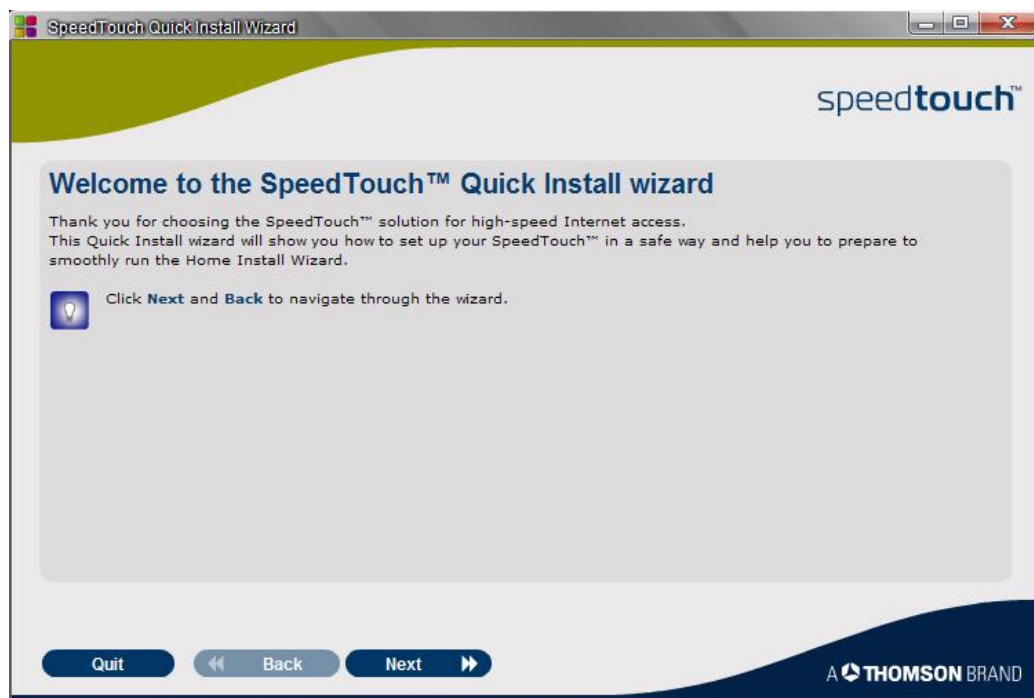 SpeedTouch Quick Install Wizard
speedtouch™
Welcome to the SpeedTouch™ Quick Install wizard
Thank you for choosing the SpeedTouch™ solution for high-speed Internet access.
This Quick Install wizard will show you how to set up your SpeedTouch™ in a safe way and help you to prepare to
smoothly run the Home Install Wizard.
Click Next and Back to navigate through the wizard.
Quit
Back
Next
A THOMSON BRAND